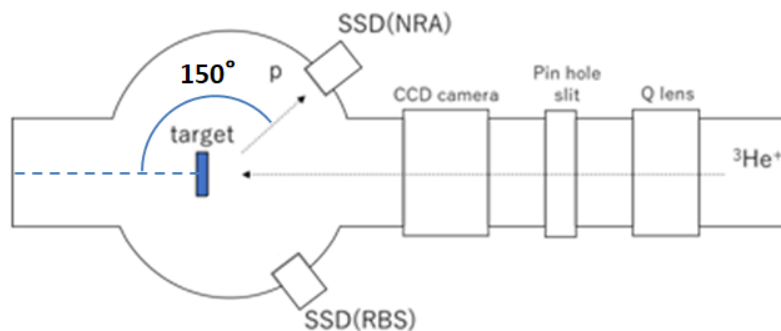 SSD(NRA)
150°
p
Pin hole
slit
CCD camera
Q lens
target
³He⁺
SSD(RBS)